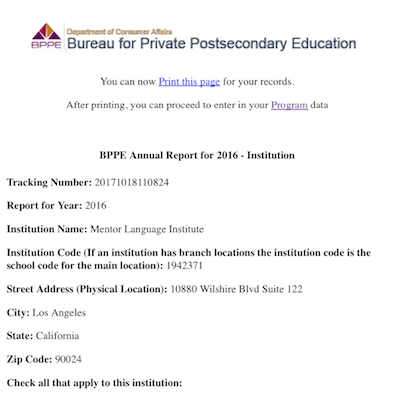 Department of Consumer Affairs
BPPE Bureau for Private Postsecondary Education
You can now Print this page for your records.
After printing, you can proceed to enter in your Program data
BPPE Annual Report for 2016 - Institution
Tracking Number: 20171018110824
Report for Year: 2016
Institution Name: Mentor Language Institute
Institution Code (If an institution has branch locations the institution code is the
school code for the main location): 1942371
Street Address (Physical Location): 10880 Wilshire Blvd Suite 122
City: Los Angeles
State: California
Zip Code: 90024
Check all that apply to this institution: